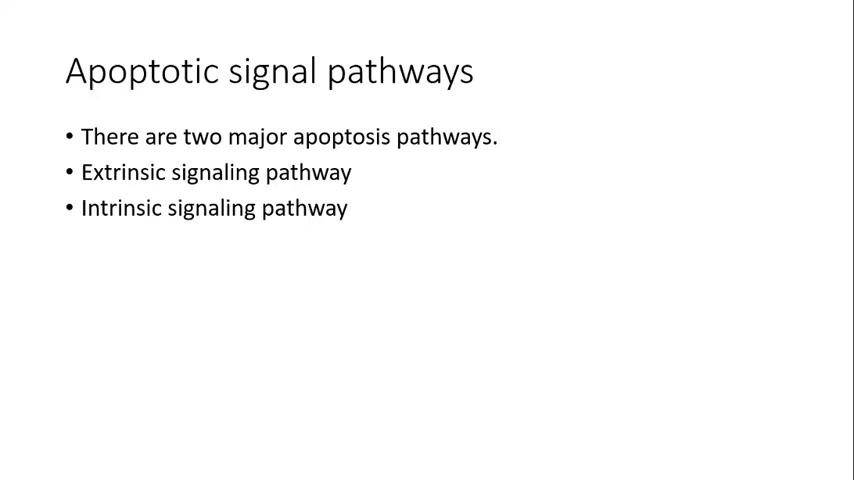 Apoptotic signal pathways
• There are two major apoptosis pathways.
• Extrinsic signaling pathway
• Intrinsic signaling pathway